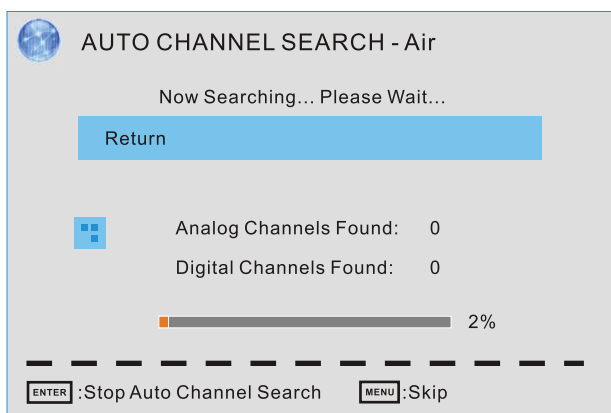 AUTO CHANNEL SEARCH - Air
Now Searching... Please Wait...
Return
Analog Channels Found: 0
Digital Channels Found: 0
2%
ENTER :Stop Auto Channel Search MENU :Skip